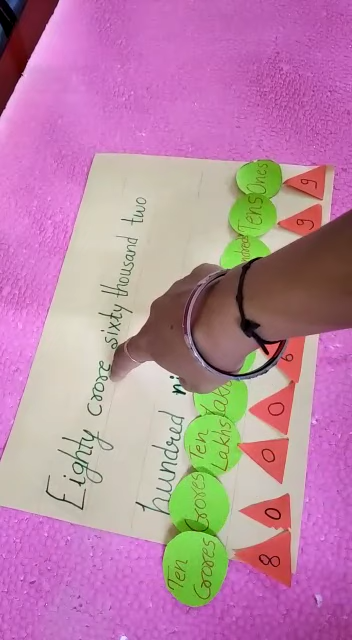 Eighty crore sixty thousand two
hundred
Ten Crores Crores Ten Lakhs Tens Ones
8 0 0 0 6 9 9